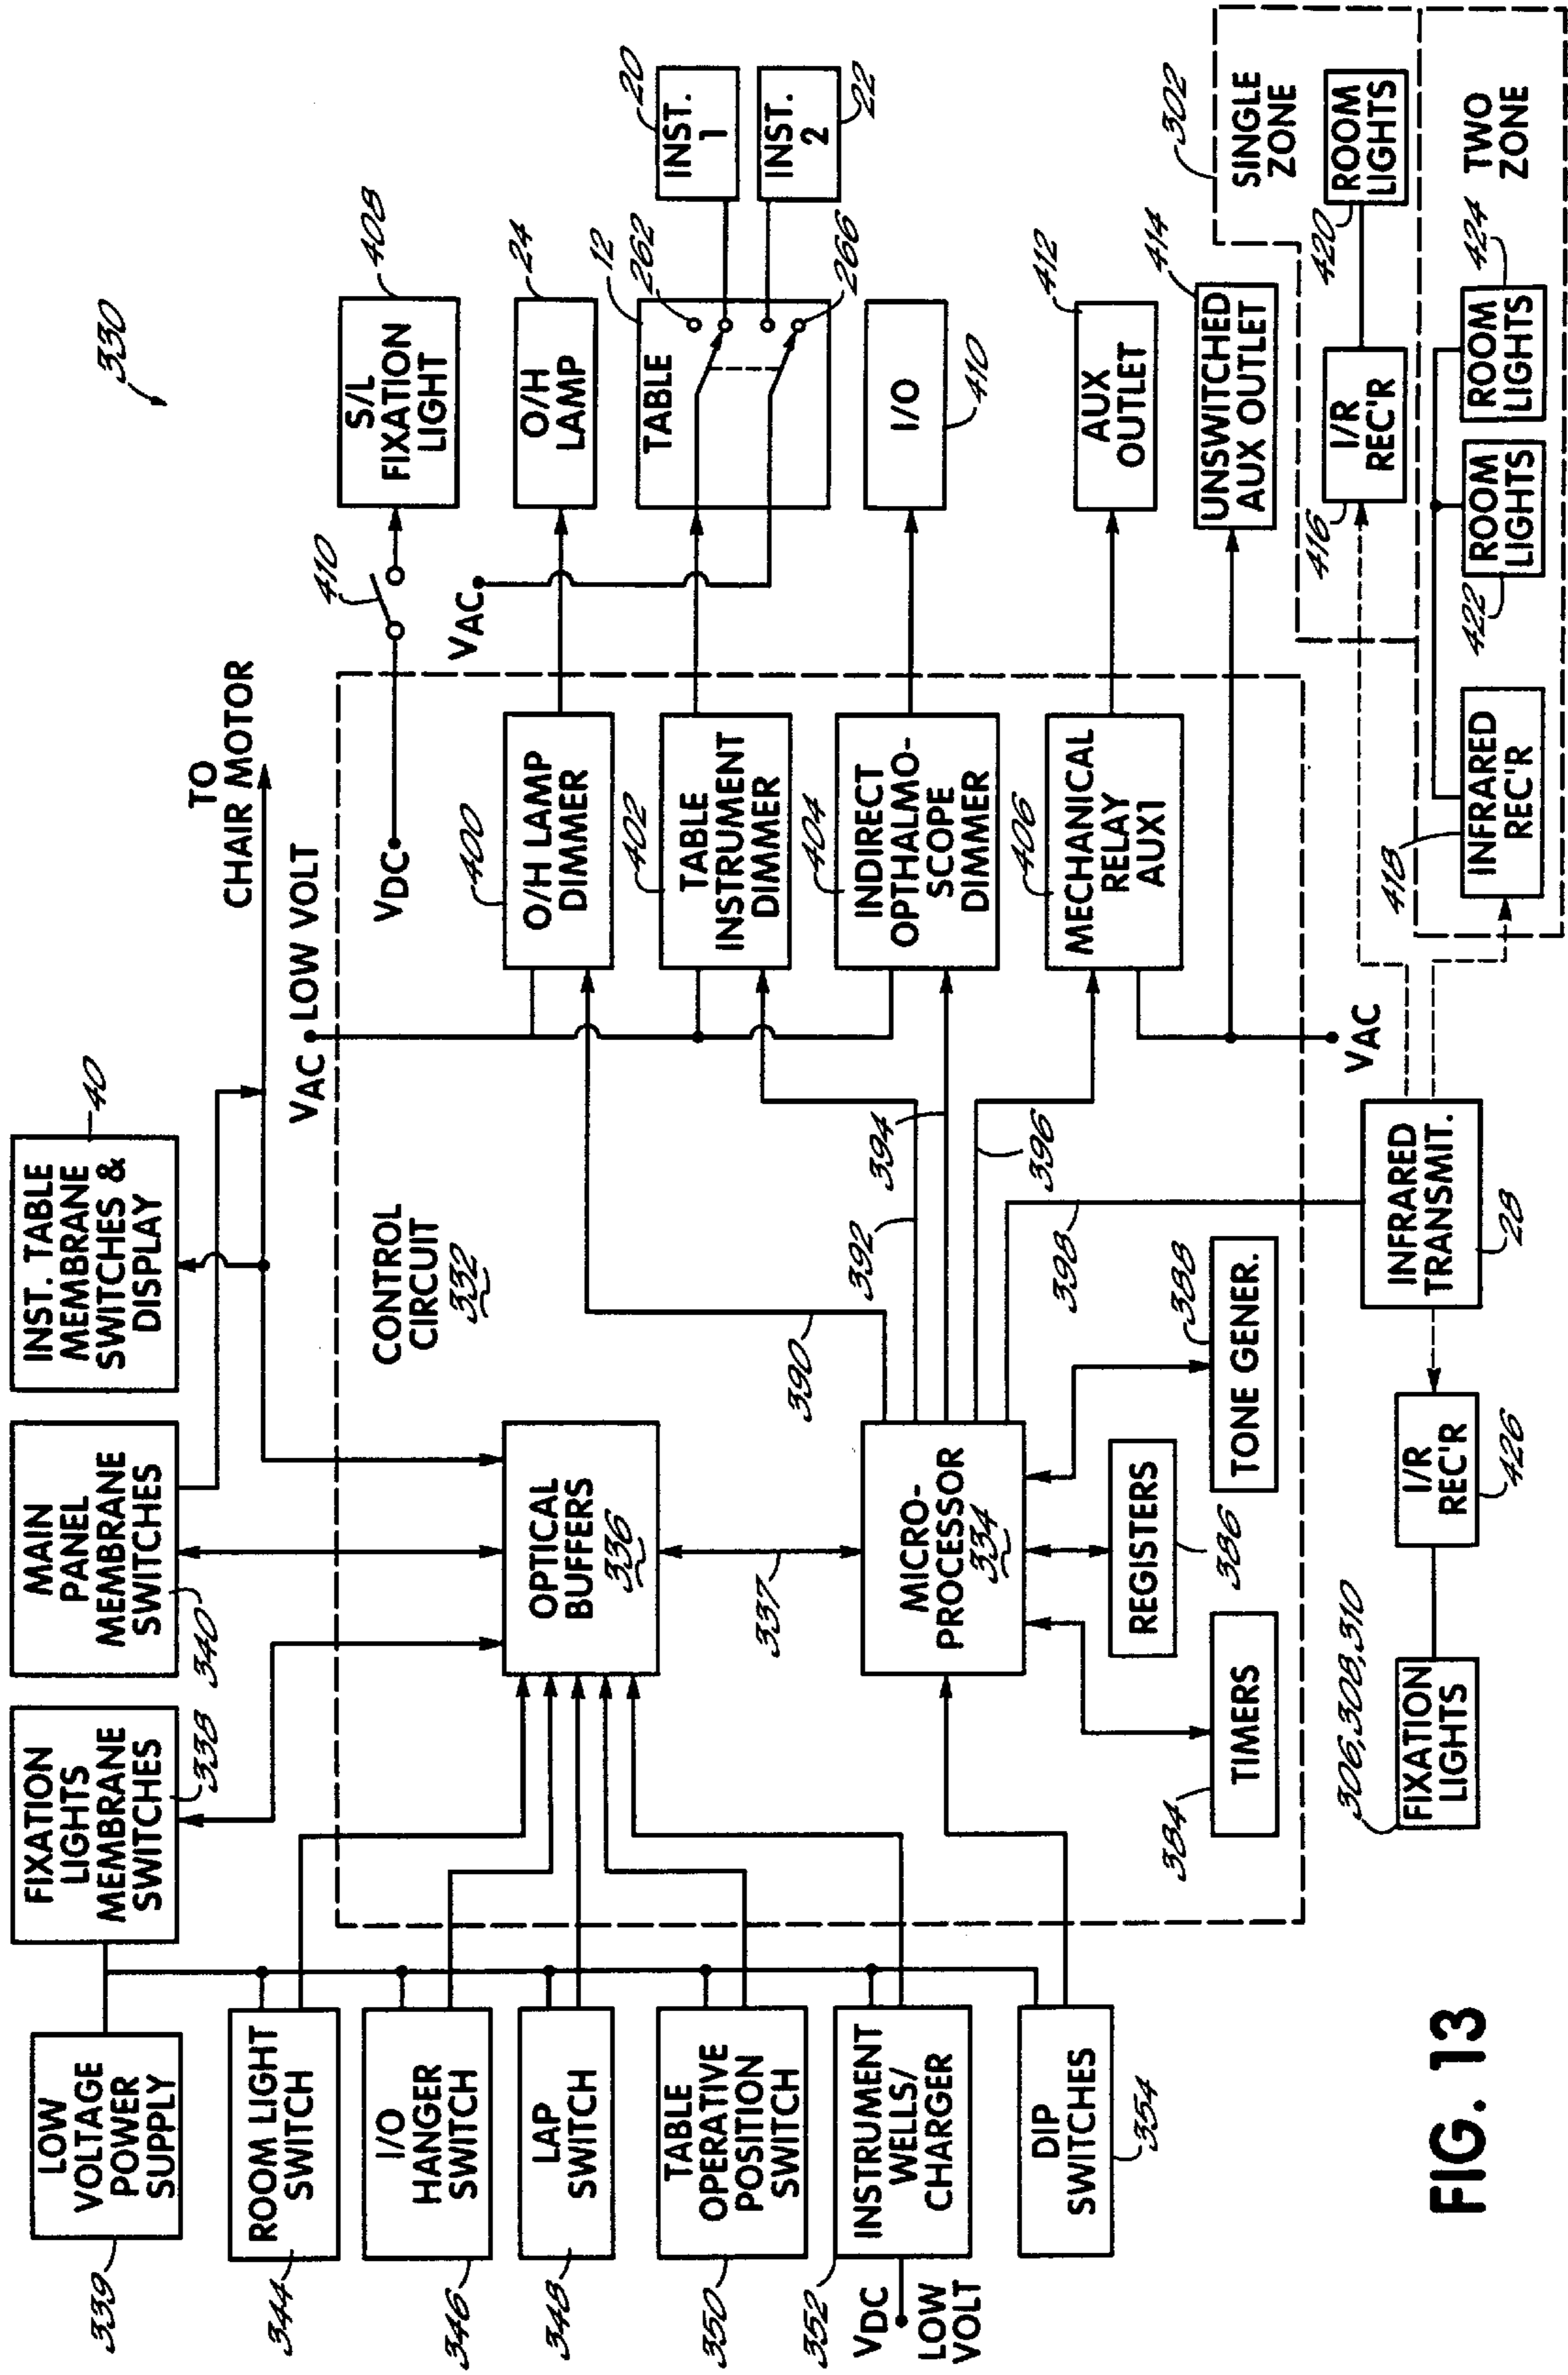 330
TO
CHAIR MOTOR
LOW
VOLTAGE
POWER
SUPPLY
339
FIXATION
LIGHTS
MEMBRANE
SWITCHES
338
MAIN
PANEL
MEMBRANE
SWITCHES
340
INST. TABLE
MEMBRANE
SWITCHES &
DISPLAY
40
VAC LOW VOLT
ROOM LIGHT
SWITCH
344
I/O
HANGER
SWITCH
346
LAP
SWITCH
348
TABLE
OPERATIVE
POSITION
SWITCH
350
INSTRUMENT
WELLS/
CHARGER
352
VDC
LOW
VOLT
DIP
SWITCHES
354
CONTROL
CIRCUIT
332
OPTICAL
BUFFERS
336
337
MICRO-
PROCESSOR
334
TIMERS
384
REGISTERS
386
TONE GENER.
388
390
392
394
396
398
O/H LAMP
DIMMER
400
TABLE
INSTRUMENT
DIMMER
402
INDIRECT
OPTHALMO-
SCOPE
DIMMER
404
MECHANICAL
RELAY
AUX1
406
VAC
VDC
410
S/L
FIXATION
LIGHT
408
VAC
O/H
LAMP
24
TABLE
12
262
266
INST.
1
20
INST.
2
22
I/O
410
AUX
OUTLET
412
UNSWITCHED
AUX OUTLET
414
FIXATION
LIGHTS
306,308,310
I/R
REC'R
426
INFRARED
TRANSMIT.
28
SINGLE
ZONE
302
I/R
REC'R
416
ROOM
LIGHTS
420
TWO
ZONE
INFRARED
REC'R
418
ROOM
LIGHTS
422
ROOM
LIGHTS
424
FIG. 13